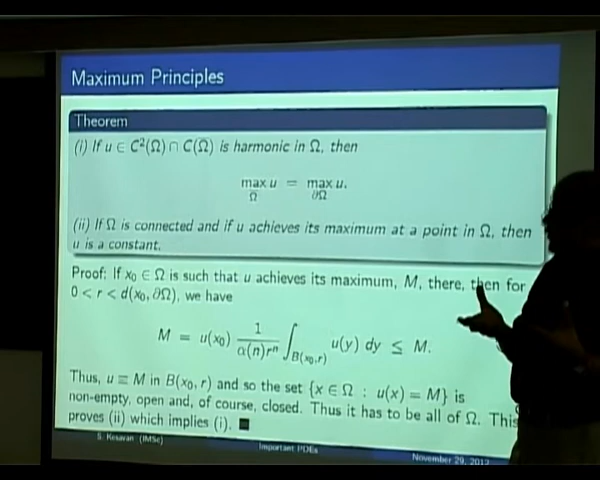 Maximum Principles
Theorem
(i) If u ∈ C²(Ω) ∩ C(Ω̄) is harmonic in Ω, then
max_Ω̄ u = max_∂Ω u.
(ii) If Ω is connected and if u achieves its maximum at a point in Ω, then
u is a constant.
Proof: If x₀ ∈ Ω is such that u achieves its maximum, M, there, then for
0 < r < d(x₀, ∂Ω), we have
M = u(x₀) 1/(α(n)rⁿ) ∫_B(x₀,r) u(y) dy ≤ M.
Thus, u ≡ M in B(x₀, r) and so the set {x ∈ Ω : u(x) = M} is
non-empty, open and, of course, closed. Thus it has to be all of Ω. This
proves (ii) which implies (i). ■
S. Kesavan (IMSc) Important PDEs November 29, 2012